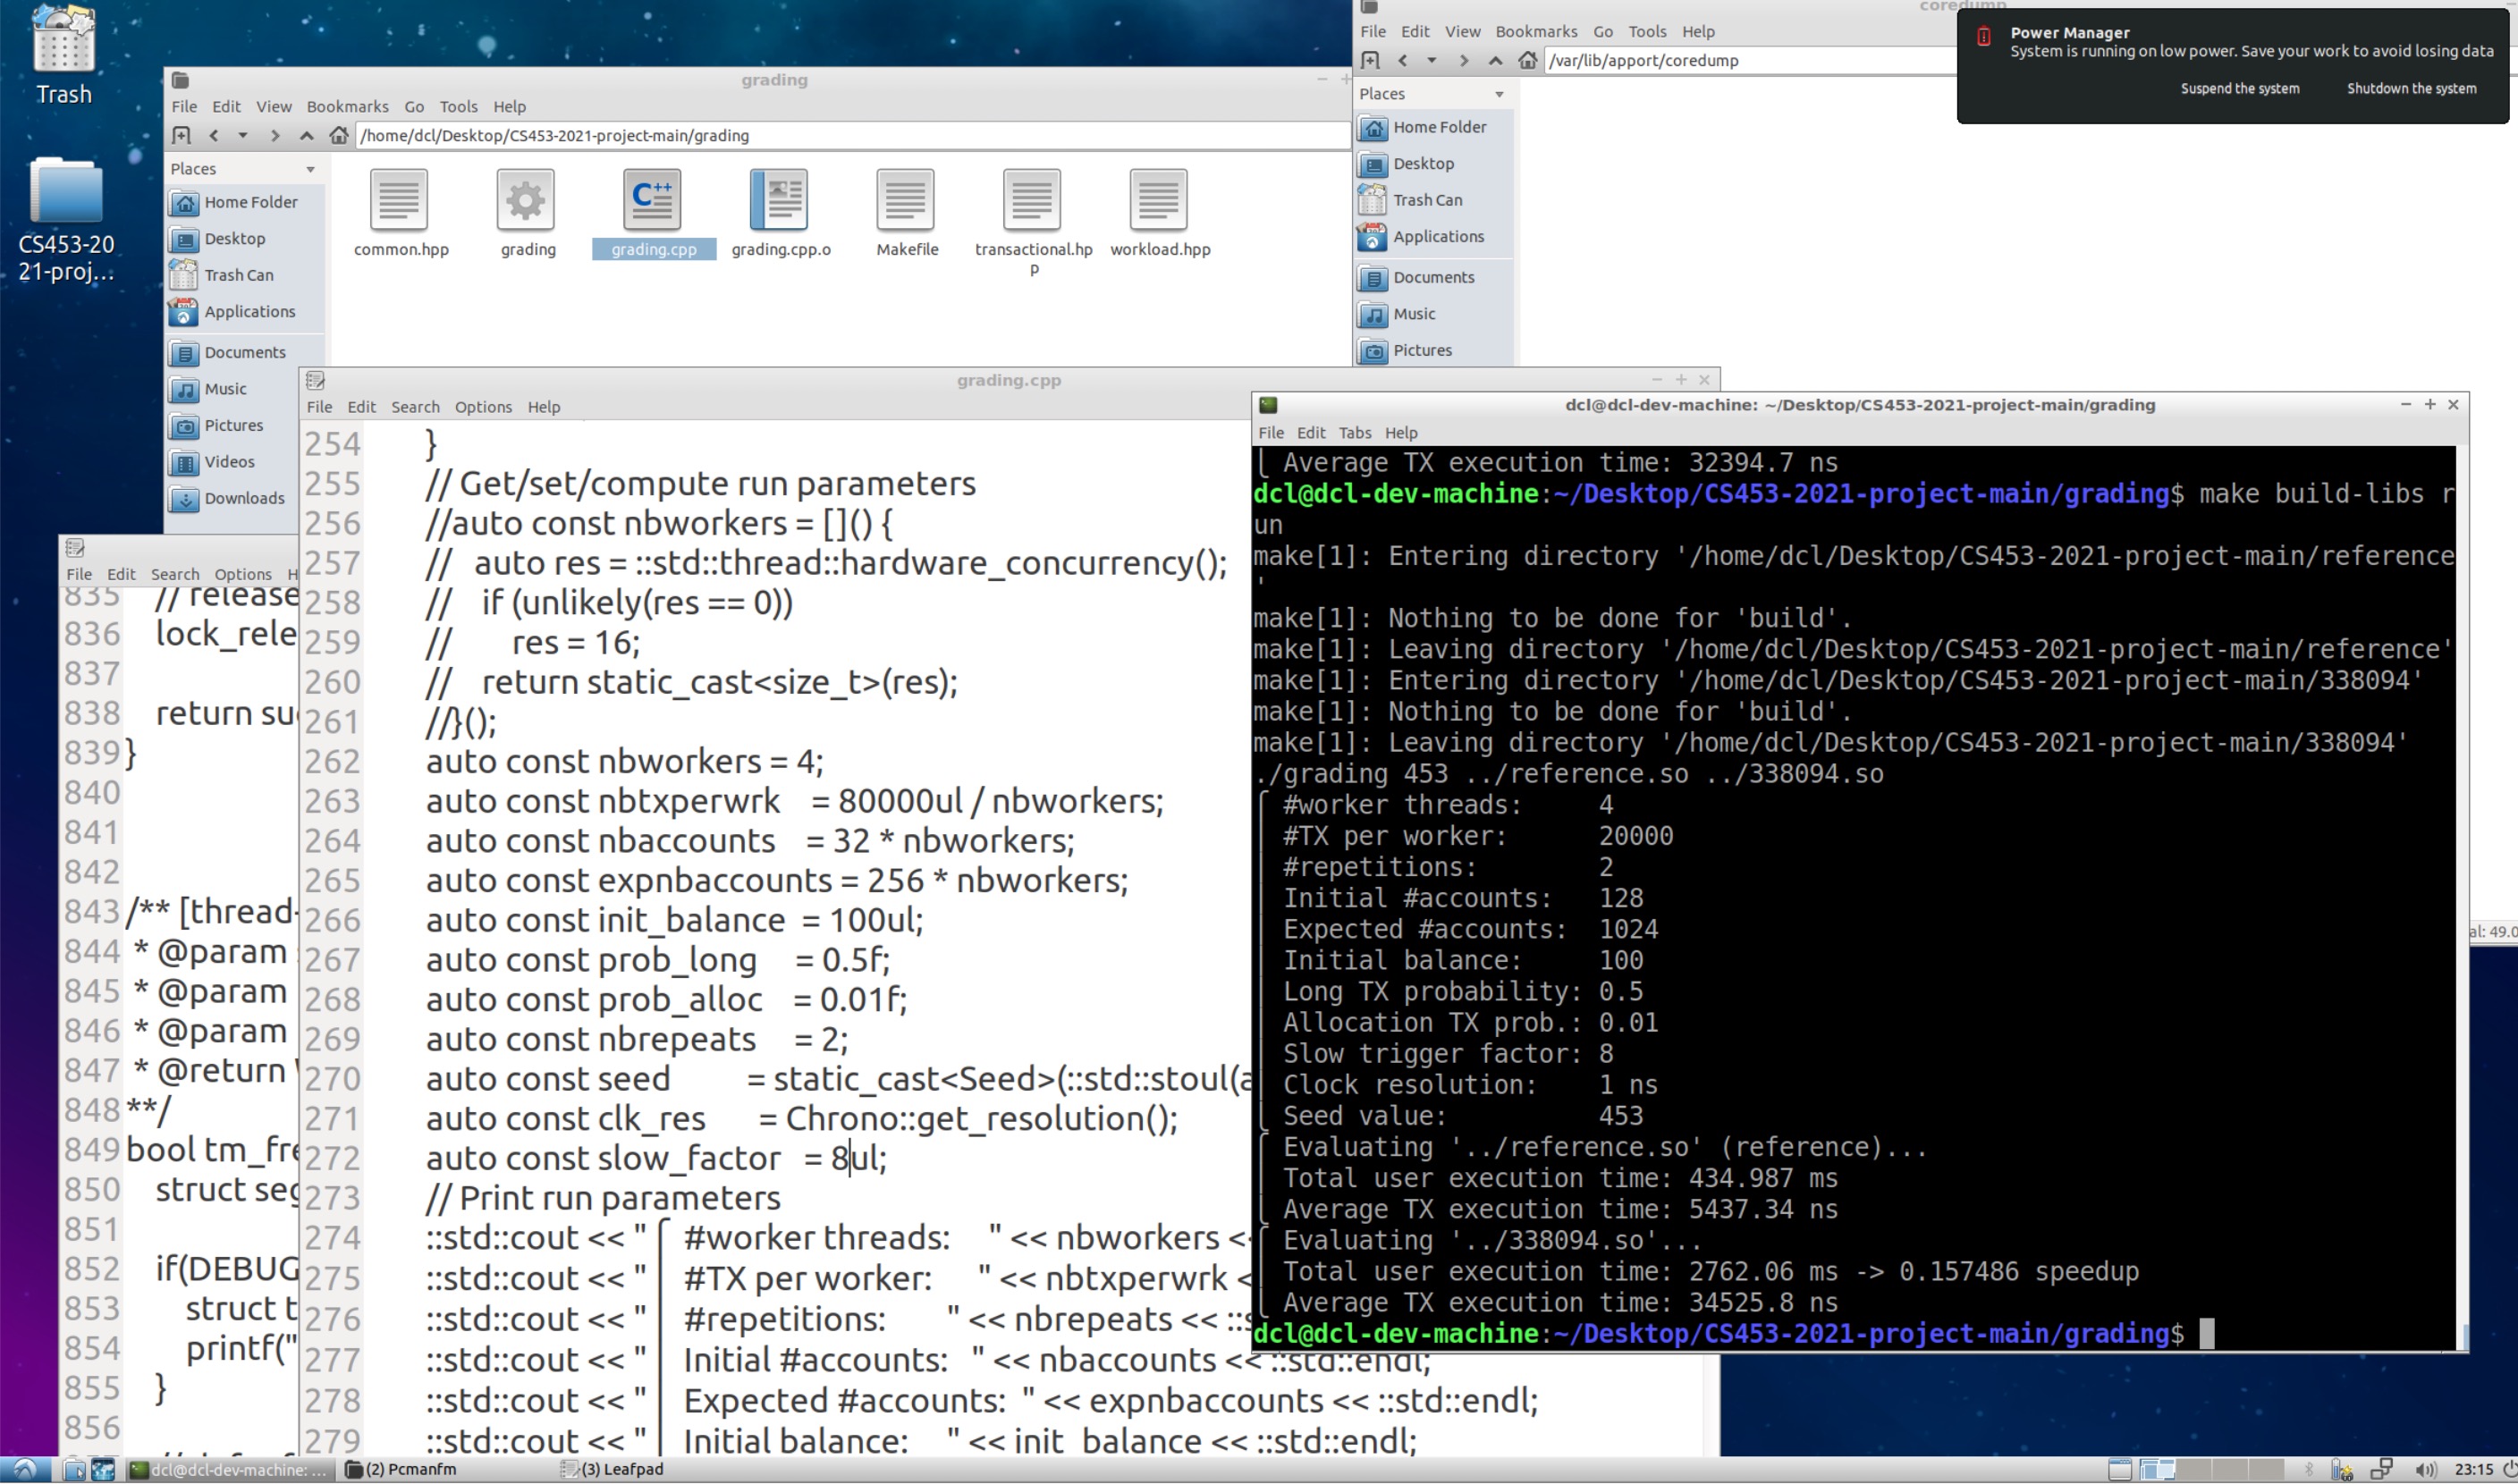 Trash
CS453-20
21-proj...
grading
File Edit View Bookmarks Go Tools Help
/home/dcl/Desktop/CS453-2021-project-main/grading
Places
Home Folder
Desktop
Trash Can
Applications
Documents
Music
Pictures
Videos
Downloads
common.hpp
grading
grading.cpp
grading.cpp.o
Makefile
transactional.hp
p
workload.hpp
coredump
File Edit View Bookmarks Go Tools Help
/var/lib/apport/coredump
Places
Home Folder
Desktop
Trash Can
Applications
Documents
Music
Pictures
Power Manager
System is running on low power. Save your work to avoid losing data
Suspend the system Shutdown the system
File Edit Search Options H
835 // release
836 lock_rele
837
838 return su
839 }
840
841
842
843 /** [thread-
844 * @param
845 * @param
846 * @param
847 * @return
848 **/
849 bool tm_fre
850 struct seg
851
852 if(DEBUG
853 struct t
854 printf("
855 }
856
grading.cpp
File Edit Search Options Help
254 }
255 // Get/set/compute run parameters
256 //auto const nbworkers = []() {
257 // auto res = ::std::thread::hardware_concurrency();
258 // if (unlikely(res == 0))
259 // res = 16;
260 // return static_cast<size_t>(res);
261 //}();
262 auto const nbworkers = 4;
263 auto const nbtxperwrk = 80000ul / nbworkers;
264 auto const nbaccounts = 32 * nbworkers;
265 auto const expnbaccounts = 256 * nbworkers;
266 auto const init_balance = 100ul;
267 auto const prob_long = 0.5f;
268 auto const prob_alloc = 0.01f;
269 auto const nbrepeats = 2;
270 auto const seed = static_cast<Seed>(::std::stoul(a
271 auto const clk_res = Chrono::get_resolution();
272 auto const slow_factor = 8ul;
273 // Print run parameters
274 ::std::cout << "⎧ #worker threads: " << nbworkers <<
275 ::std::cout << "⎪ #TX per worker: " << nbtxperwrk <
276 ::std::cout << "⎪ #repetitions: " << nbrepeats << ::s
277 ::std::cout << "⎪ Initial #accounts: " << nbaccounts << ::std::endl;
278 ::std::cout << "⎪ Expected #accounts: " << expnbaccounts << ::std::endl;
279 ::std::cout << "⎪ Initial balance: " << init_balance << ::std::endl;
dcl@dcl-dev-machine: ~/Desktop/CS453-2021-project-main/grading
File Edit Tabs Help
⎩ Average TX execution time: 32394.7 ns
dcl@dcl-dev-machine:~/Desktop/CS453-2021-project-main/grading$ make build-libs r
un
make[1]: Entering directory '/home/dcl/Desktop/CS453-2021-project-main/reference
'
make[1]: Nothing to be done for 'build'.
make[1]: Leaving directory '/home/dcl/Desktop/CS453-2021-project-main/reference'
make[1]: Entering directory '/home/dcl/Desktop/CS453-2021-project-main/338094'
make[1]: Nothing to be done for 'build'.
make[1]: Leaving directory '/home/dcl/Desktop/CS453-2021-project-main/338094'
./grading 453 ../reference.so ../338094.so
⎧ #worker threads: 4
⎪ #TX per worker: 20000
⎪ #repetitions: 2
⎪ Initial #accounts: 128
⎪ Expected #accounts: 1024
⎪ Initial balance: 100
⎪ Long TX probability: 0.5
⎪ Allocation TX prob.: 0.01
⎪ Slow trigger factor: 8
⎪ Clock resolution: 1 ns
⎩ Seed value: 453
⎧ Evaluating '../reference.so' (reference)...
⎪ Total user execution time: 434.987 ms
⎩ Average TX execution time: 5437.34 ns
⎧ Evaluating '../338094.so'...
⎪ Total user execution time: 2762.06 ms -> 0.157486 speedup
⎩ Average TX execution time: 34525.8 ns
dcl@dcl-dev-machine:~/Desktop/CS453-2021-project-main/grading$
al: 49.0
dcl@dcl-dev-machine: ...
(2) Pcmanfm
(3) Leafpad
23:15